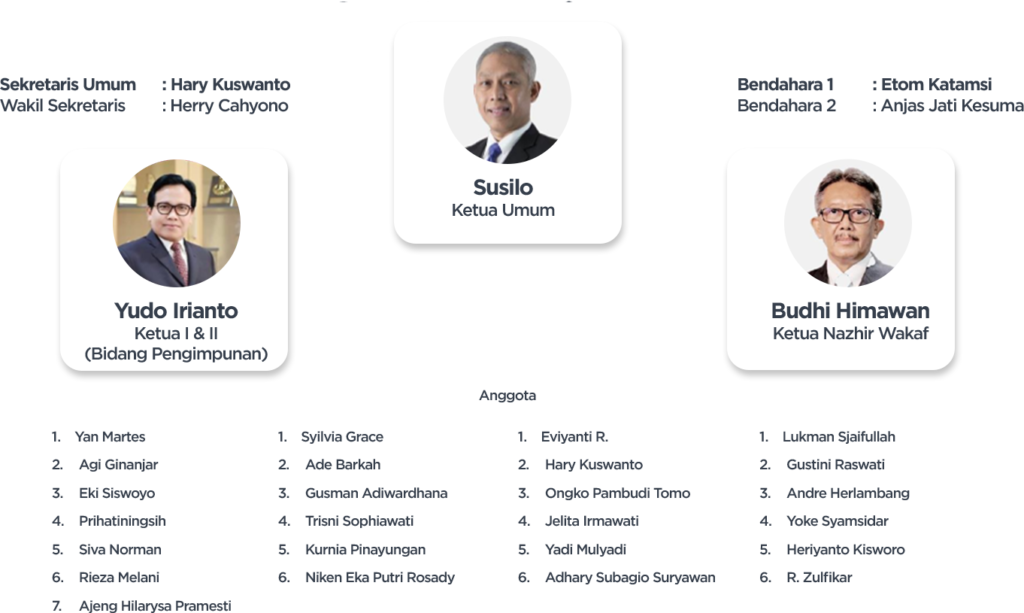 Sekretaris Umum : Hary Kuswanto
Wakil Sekretaris : Herry Cahyono
Bendahara 1 : Etom Katamsi
Bendahara 2 : Anjas Jati Kesuma
Susilo
Ketua Umum
Yudo Irianto
Ketua I & II
(Bidang Pengimpunan)
Budhi Himawan
Ketua Nazhir Wakaf
Anggota
1. Yan Martes
2. Agi Ginanjar
3. Eki Siswoyo
4. Prihatiningsih
5. Siva Norman
6. Rieza Melani
7. Ajeng Hilarysa Pramesti
1. Syilvia Grace
2. Ade Barkah
3. Gusman Adiwardhana
4. Trisni Sophiawati
5. Kurnia Pinayungan
6. Niken Eka Putri Rosady
1. Eviyanti R.
2. Hary Kuswanto
3. Ongko Pambudi Tomo
4. Jelita Irmawati
5. Yadi Mulyadi
6. Adhary Subagio Suryawan
1. Lukman Sjaifullah
2. Gustini Raswati
3. Andre Herlambang
4. Yoke Syamsidar
5. Heriyanto Kisworo
6. R. Zulfikar